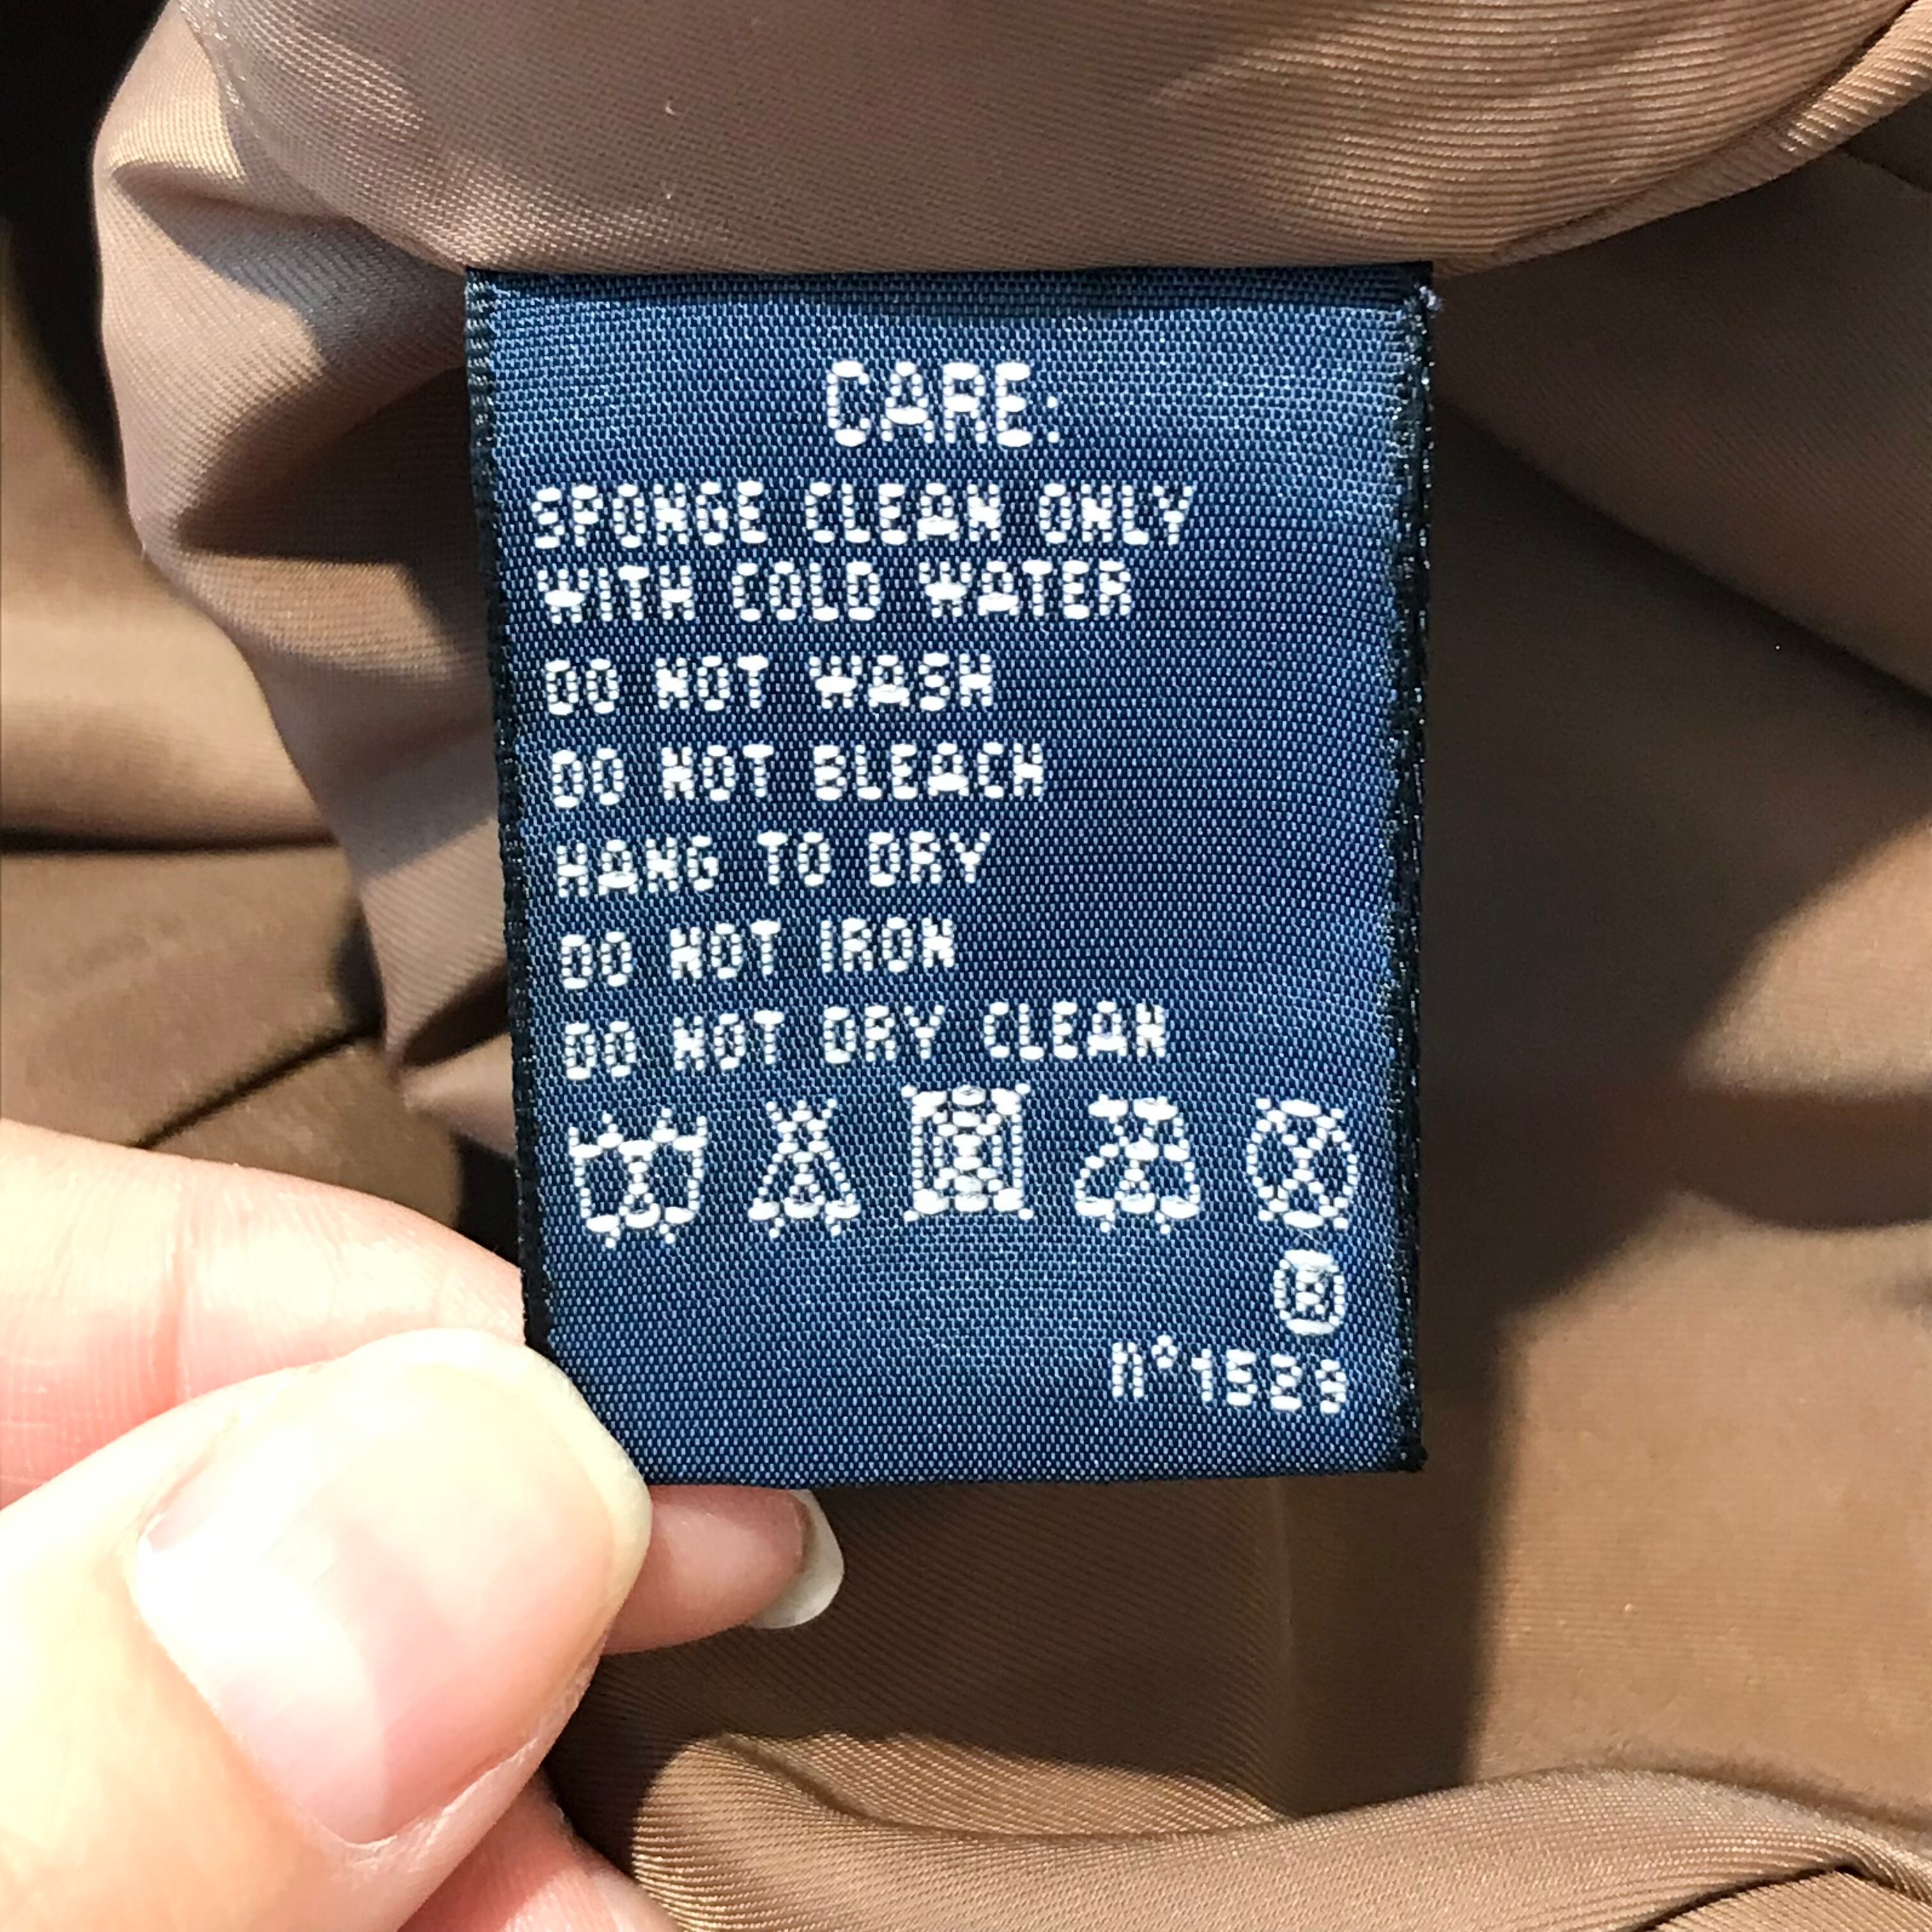 CARE:
SPONGE CLEAN ONLY
WITH COLD WATER
DO NOT WASH
DO NOT BLEACH
HANG TO DRY
DO NOT IRON
DO NOT DRY CLEAN
®
n°1529